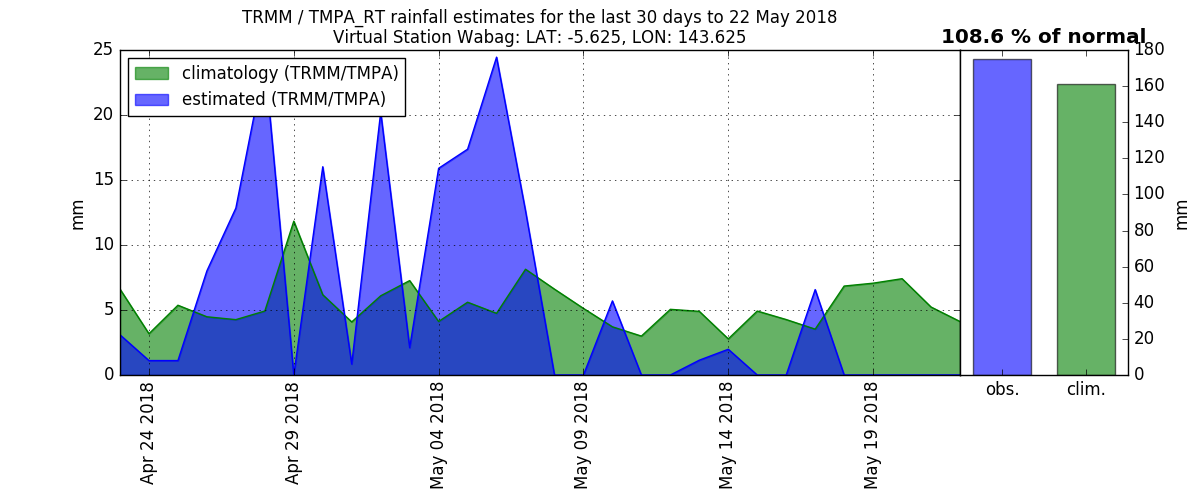 TRMM / TMPA_RT rainfall estimates for the last 30 days to 22 May 2018
Virtual Station Wabag: LAT: -5.625, LON: 143.625
108.6 % of normal
climatology (TRMM/TMPA)
estimated (TRMM/TMPA)
25
20
15
10
5
0
mm
Apr 24 2018
Apr 29 2018
May 04 2018
May 09 2018
May 14 2018
May 19 2018
180
160
140
120
100
80
60
40
20
0
mm
obs.
clim.